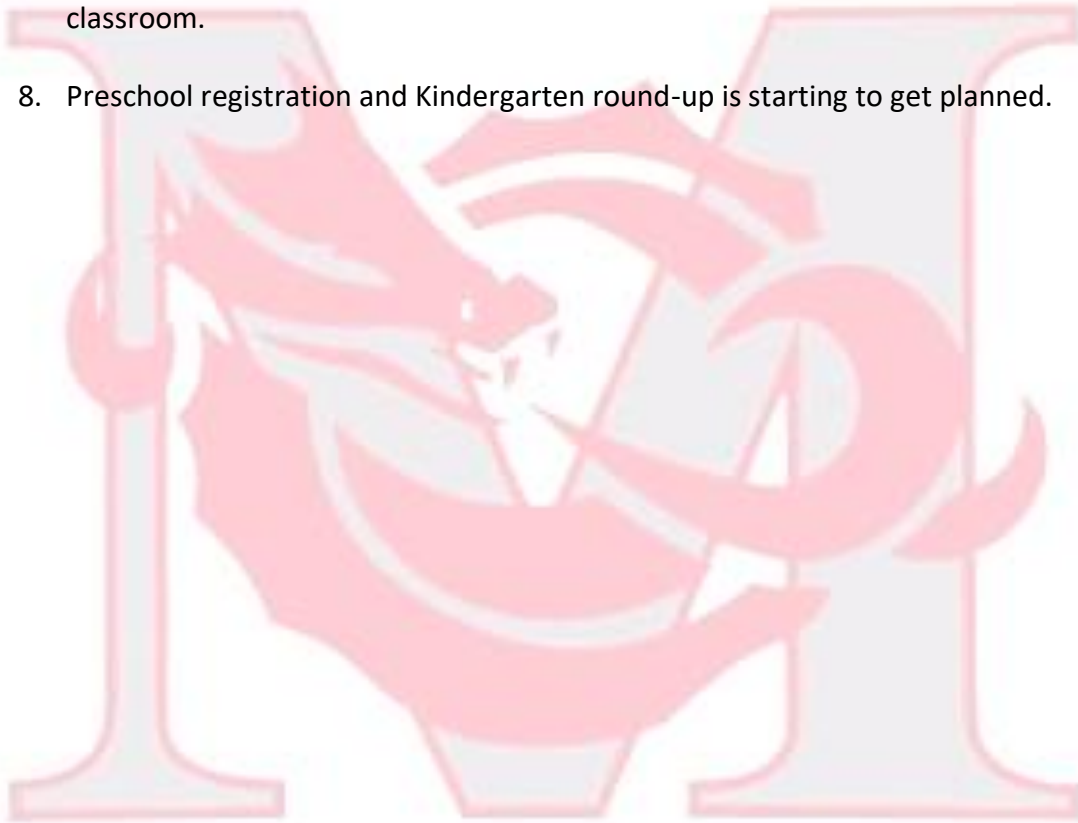 classroom.
8. Preschool registration and Kindergarten round-up is starting to get planned.
M